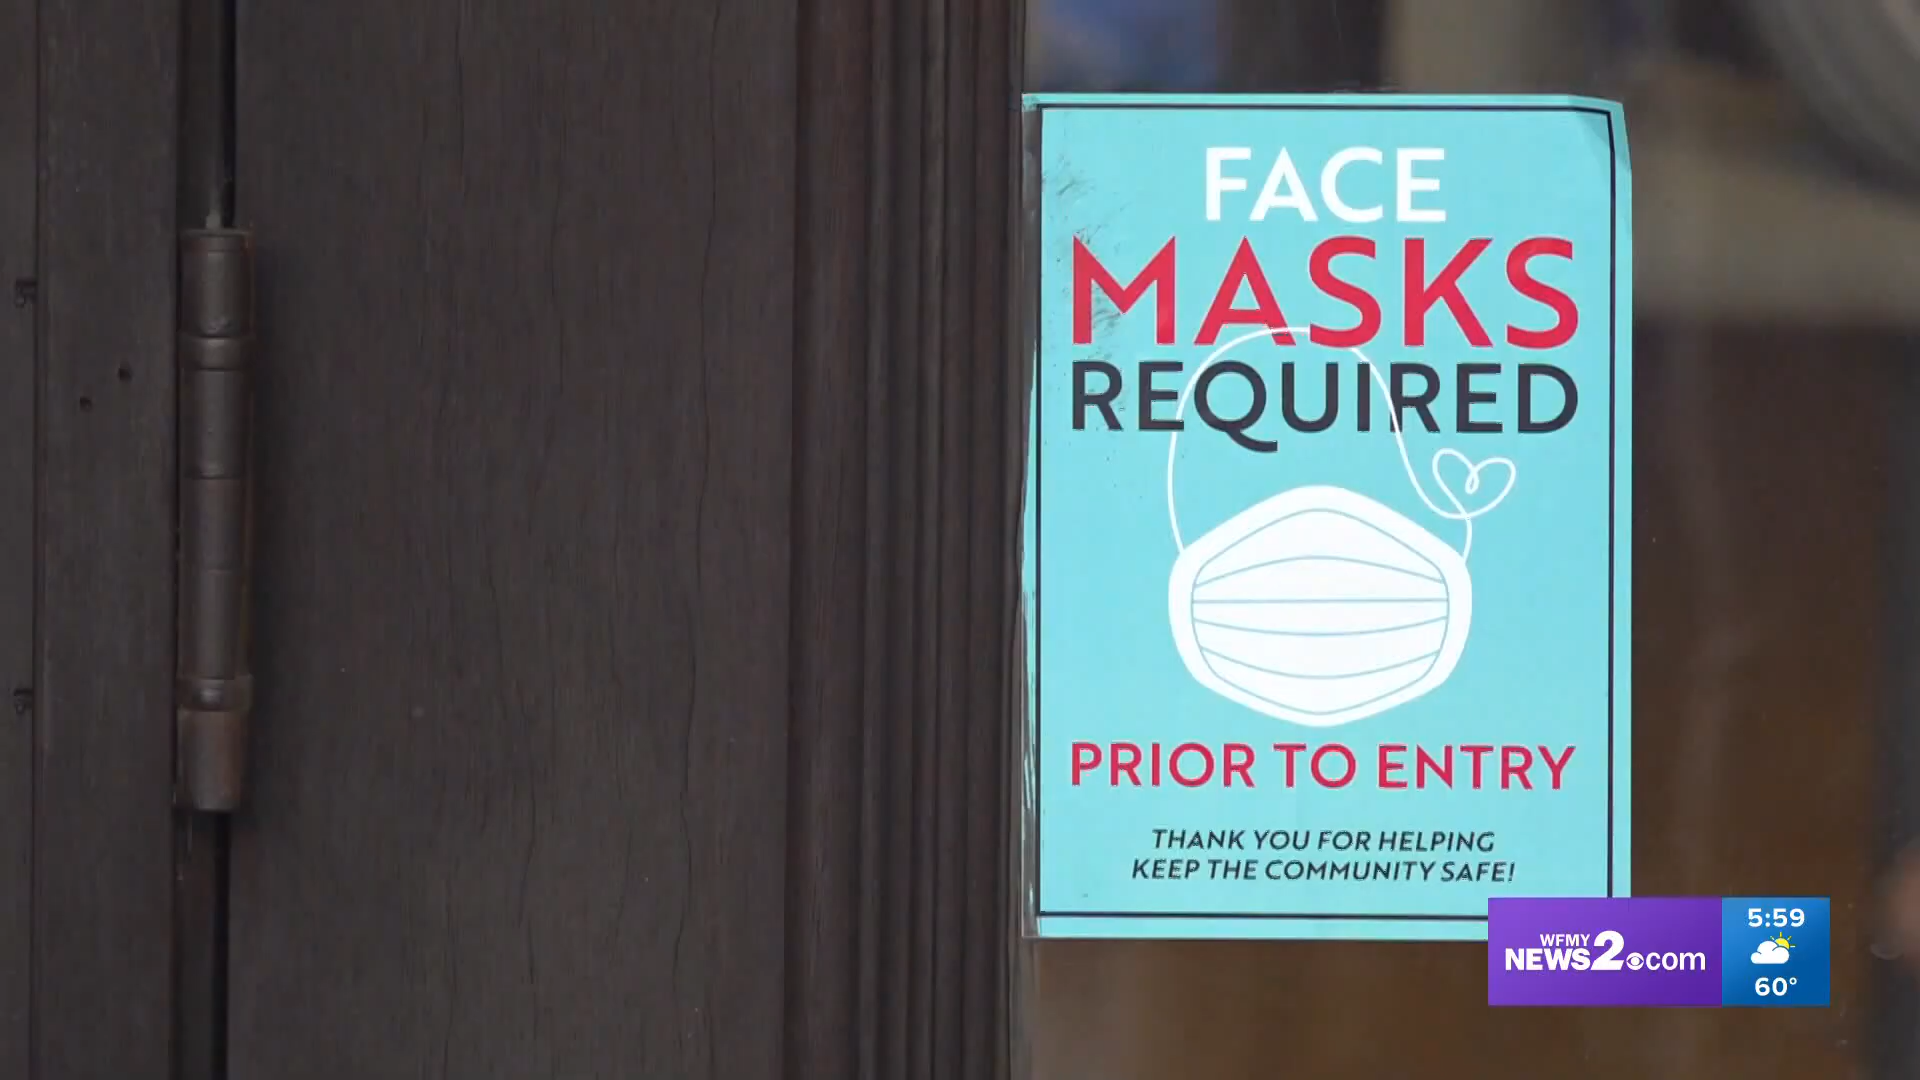 FACE
MASKS
REQUIRED
PRIOR TO ENTRY
THANK YOU FOR HELPING
KEEP THE COMMUNITY SAFE!
WFMY
NEWS2.com
5:59
60°